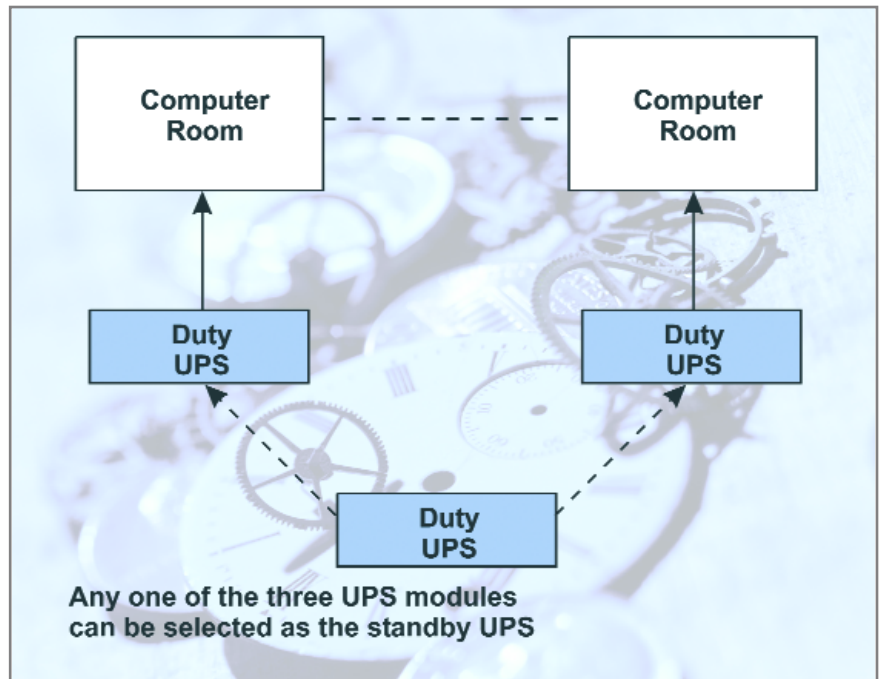 Computer
Room
Computer
Room
Duty
UPS
Duty
UPS
Duty
UPS
Any one of the three UPS modules
can be selected as the standby UPS